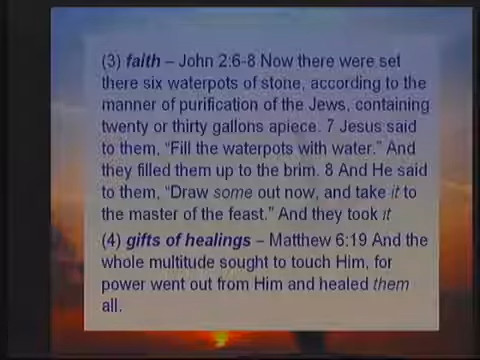 (3) faith – John 2:6-8 Now there were set
there six waterpots of stone, according to the
manner of purification of the Jews, containing
twenty or thirty gallons apiece. 7 Jesus said
to them, “Fill the waterpots with water.” And
they filled them up to the brim. 8 And He said
to them, “Draw some out now, and take it to
the master of the feast.” And they took it
(4) gifts of healings – Matthew 6:19 And the
whole multitude sought to touch Him, for
power went out from Him and healed them
all.